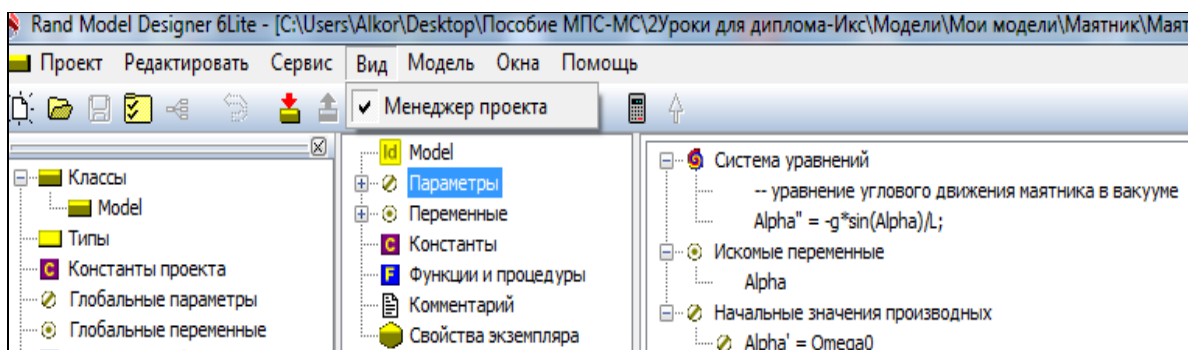 Rand Model Designer 6Lite - [C:\Users\Alkor\Desktop\Пособие МПС-МС\2Уроки для диплома-Икс\Модели\Мои модели\Маятник\Маят
Проект Редактировать Сервис Вид Модель Окна Помощь
Менеджер проекта
Классы
Model
Типы
Константы проекта
Глобальные параметры
Глобальные переменные
Model
Параметры
Переменные
Константы
Функции и процедуры
Комментарий
Свойства экземпляра
Система уравнений
-- уравнение углового движения маятника в вакууме
Alpha'' = -g*sin(Alpha)/L;
Искомые переменные
Alpha
Начальные значения производных
Alpha' = Omega0